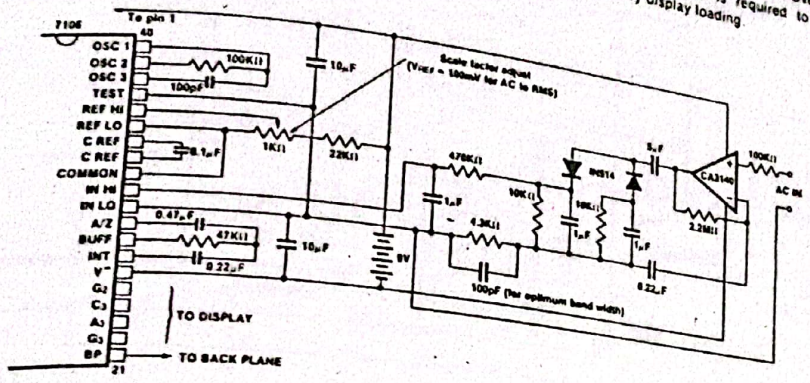 is required to
display loading.
To pin 1
7106
40
OSC 1
OSC 2
OSC 3
TEST
REF HI
REF LO
C REF
C REF
COMMON
IN HI
IN LO
A/Z
BUFF
INT
V⁻
G2
C3
A3
G3
BP
21
100KΩ
100pF
10µF
Scale factor adjust
(VREF = 100mV for AC to RMS)
0.1µF
1KΩ
22KΩ
470KΩ
1µF
10KΩ
1µF
10KΩ
1µF
5µF
CA3140
100KΩ
AC IN
2.2MΩ
0.22µF
4.3KΩ
100pF (for optimum band width)
0.47µF
47KΩ
0.22µF
10µF
9V
TO DISPLAY
TO BACK PLANE